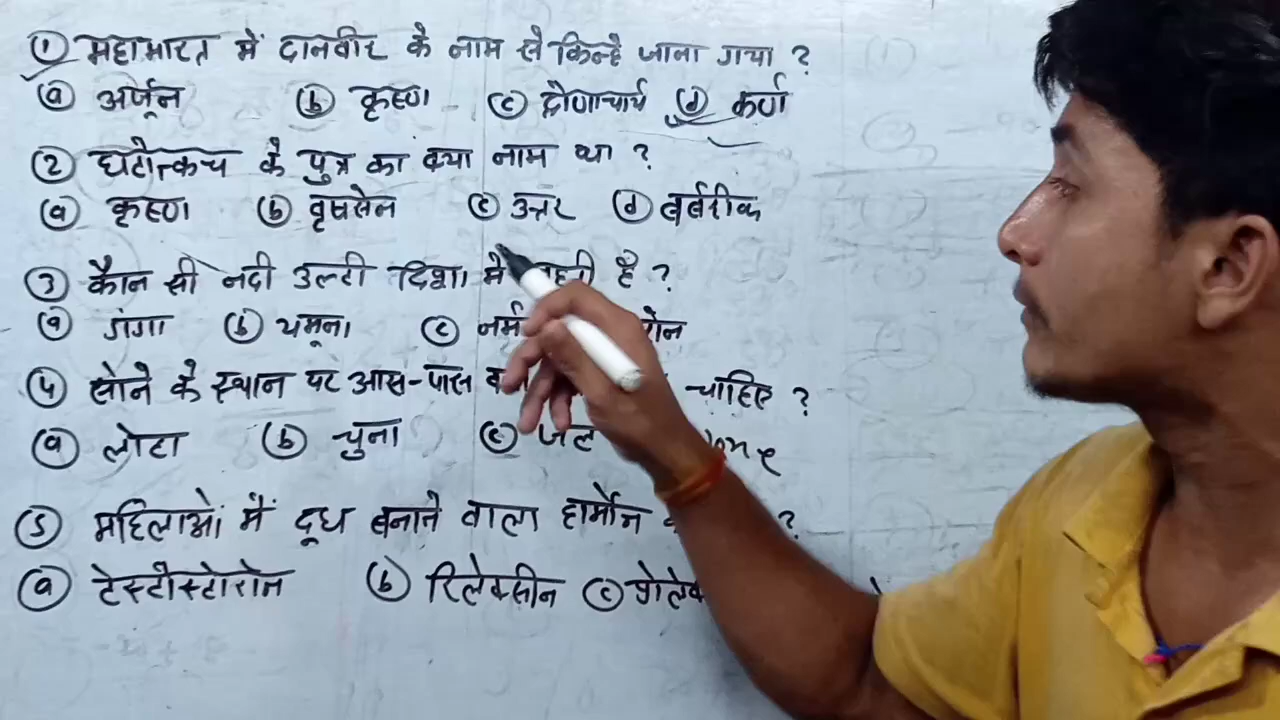 ① महाभारत में दानवीर के नाम से किन्हे जाना गया ?
ⓐ अर्जून ⓑ कृष्ण ⓒ द्रोणाचार्य ⓓ कर्ण
② घटोत्कच के पुत्र का क्या नाम था ?
ⓐ कृष्ण ⓑ वृषसेन ⓒ उत्तर ⓓ बर्बरीक
③ कौन सी नदी उल्टी दिशा में है ?
ⓐ गंगा ⓑ यमूना ⓒ नर्म
④ सोने के स्थान पर आस-पास चाहिए ?
ⓐ लोटा ⓑ चुना ⓒ जल
⑤ महिलाओं में दूध बनाने वाला हार्मोन ?
ⓐ टेस्टोस्टोरॉन ⓑ रिलेक्सीन ⓒ